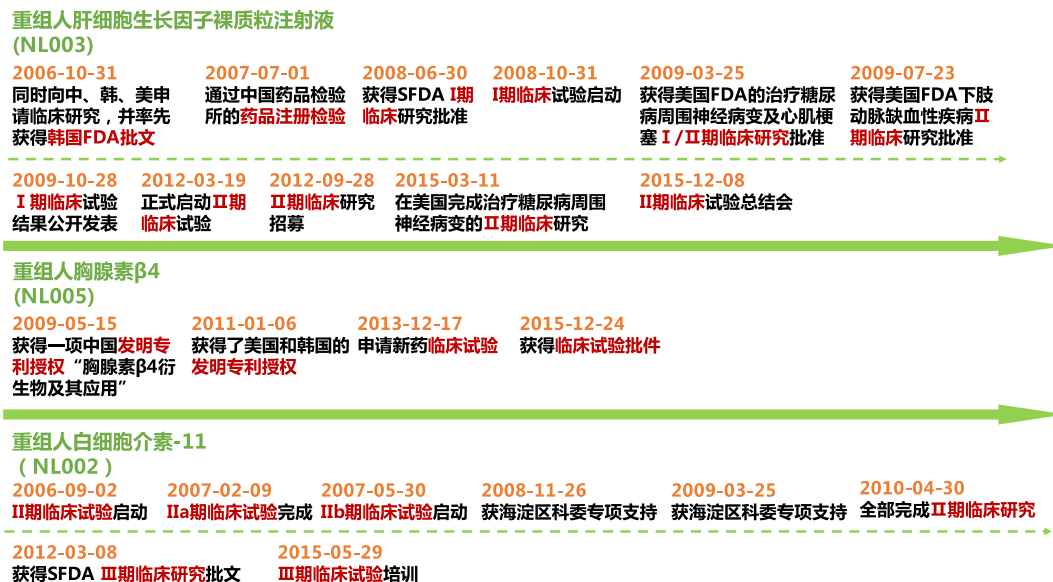 重组人肝细胞生长因子裸质粒注射液
(NL003)
2006-10-31
同时向中、韩、美申
请临床研究，并率先
获得韩国FDA批文
2007-07-01
通过中国药品检验
所的药品注册检验
2008-06-30
获得SFDA I期
临床研究批准
2008-10-31
I期临床试验启动
2009-03-25
获得美国FDA的治疗糖尿
病周围神经病变及心肌梗
塞Ⅰ/Ⅱ期临床研究批准
2009-07-23
获得美国FDA下肢
动脉缺血性疾病Ⅱ
期临床研究批准
2009-10-28
Ⅰ期临床试验
结果公开发表
2012-03-19
正式启动Ⅱ期
临床试验
2012-09-28
Ⅱ期临床研究
招募
2015-03-11
在美国完成治疗糖尿病周围
神经病变的Ⅱ期临床研究
2015-12-08
II期临床试验总结会
重组人胸腺素β4
(NL005)
2009-05-15
获得一项中国发明专
利授权“胸腺素β4衍
生物及其应用”
2011-01-06
获得了美国和韩国的
发明专利授权
2013-12-17
申请新药临床试验
2015-12-24
获得临床试验批件
重组人白细胞介素-11
（NL002）
2006-09-02
II期临床试验启动
2007-02-09
IIa期临床试验完成
2007-05-30
IIb期临床试验启动
2008-11-26
获海淀区科委专项支持
2009-03-25
获海淀区科委专项支持
2010-04-30
全部完成Ⅱ期临床研究
2012-03-08
获得SFDA Ⅲ期临床研究批文
2015-05-29
Ⅲ期临床试验培训